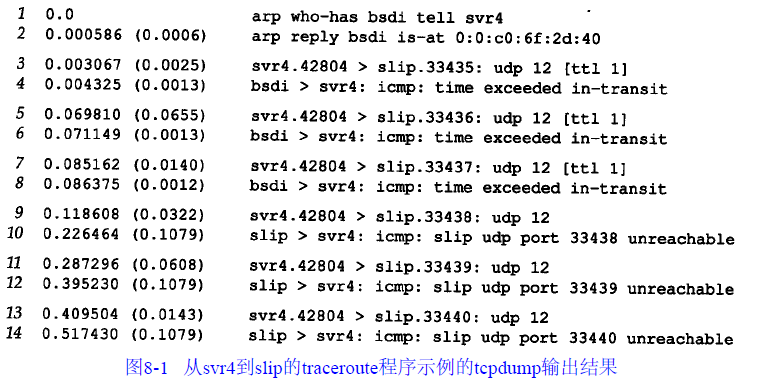 1 0.0 arp who-has bsdi tell svr4
2 0.000586 (0.0006) arp reply bsdi is-at 0:0:c0:6f:2d:40
3 0.003067 (0.0025) svr4.42804 > slip.33435: udp 12 [ttl 1]
4 0.004325 (0.0013) bsdi > svr4: icmp: time exceeded in-transit
5 0.069810 (0.0655) svr4.42804 > slip.33436: udp 12 [ttl 1]
6 0.071149 (0.0013) bsdi > svr4: icmp: time exceeded in-transit
7 0.085162 (0.0140) svr4.42804 > slip.33437: udp 12 [ttl 1]
8 0.086375 (0.0012) bsdi > svr4: icmp: time exceeded in-transit
9 0.118608 (0.0322) svr4.42804 > slip.33438: udp 12
10 0.226464 (0.1079) slip > svr4: icmp: slip udp port 33438 unreachable
11 0.287296 (0.0608) svr4.42804 > slip.33439: udp 12
12 0.395230 (0.1079) slip > svr4: icmp: slip udp port 33439 unreachable
13 0.409504 (0.0143) svr4.42804 > slip.33440: udp 12
14 0.517430 (0.1079) slip > svr4: icmp: slip udp port 33440 unreachable
图8-1 从svr4到slip的traceroute程序示例的tcpdump输出结果